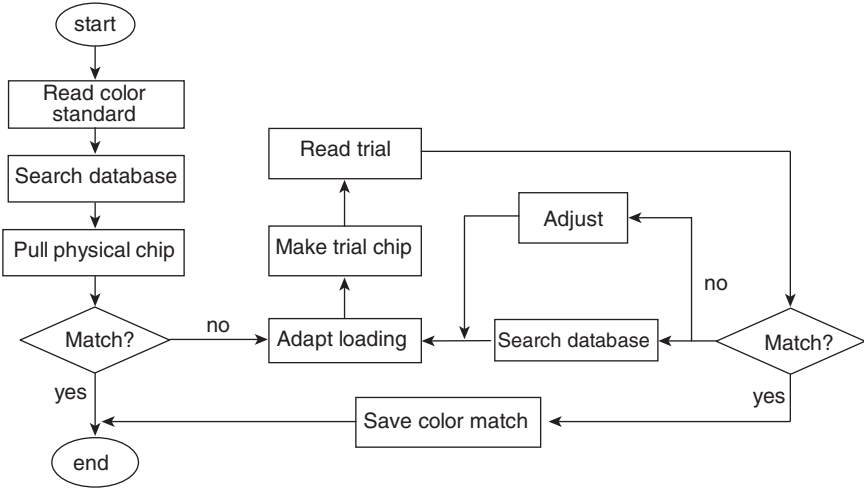 start
Read color
standard
Search database
Pull physical chip
Match?
no
yes
end
Read trial
Make trial chip
Adapt loading
Adjust
Search database
no
Match?
yes
Save color match